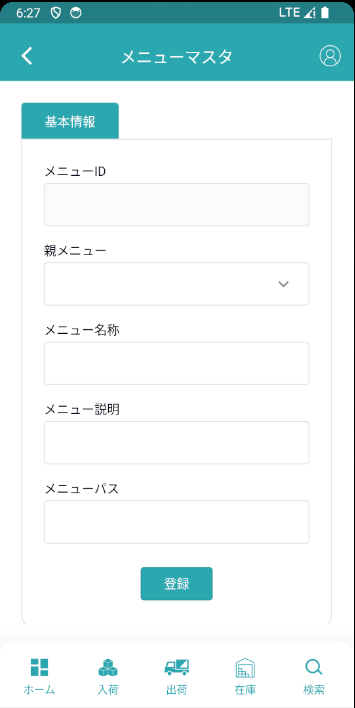 6:27 LTE
メニューマスタ
基本情報
メニューID
親メニュー
メニュー名称
メニュー説明
メニューパス
登録
ホーム 入荷 出荷 在庫 検索